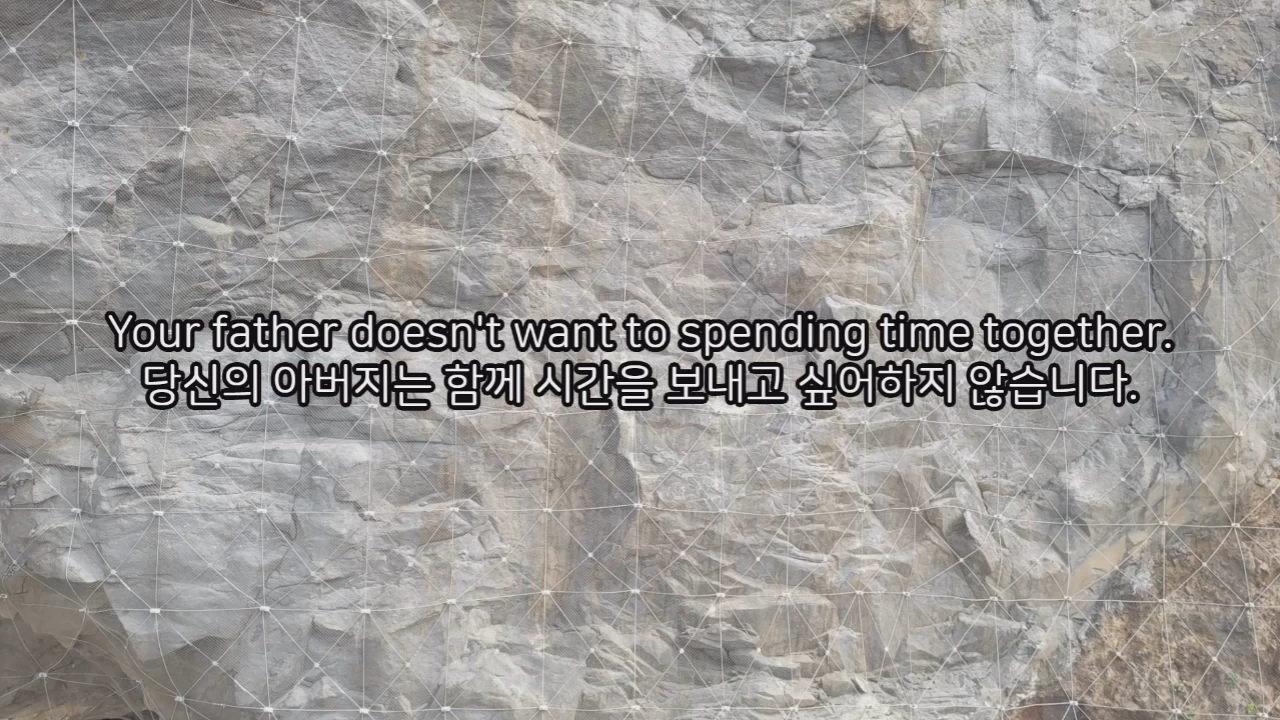 Your father doesn't want to spending time together.
당신의 아버지는 함께 시간을 보내고 싶어하지 않습니다.